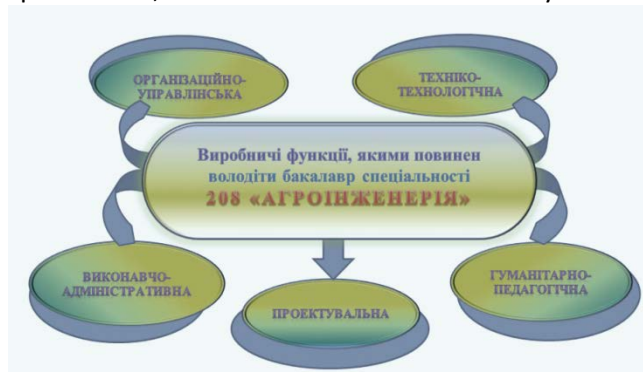 ОРГАНІЗАЦІЙНО-
УПРАВЛІНСЬКА
ТЕХНІКО-
ТЕХНОЛОГІЧНА
Виробничі функції, якими повинен
володіти бакалавр спеціальності
208 «АГРОІНЖЕНЕРІЯ»
ВИКОНАВЧО-
АДМІНІСТРАТИВНА
ПРОЕКТУВАЛЬНА
ГУМАНІТАРНО-
ПЕДАГОГІЧНА